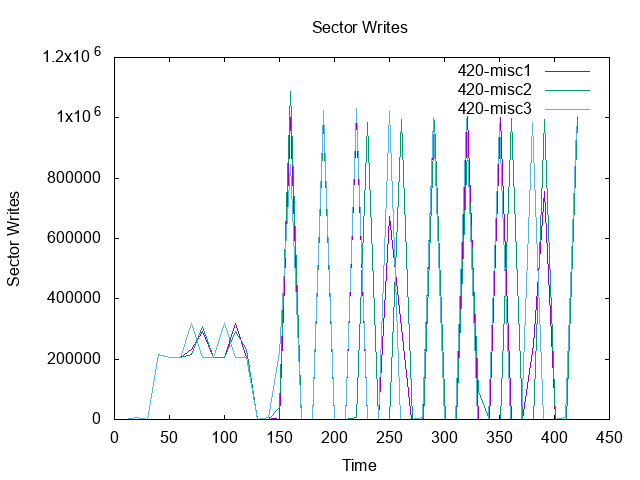 Sector Writes
1.2x10^6
1x10^6
800000
600000
400000
200000
0
Sector Writes
420-misc1
420-misc2
420-misc3
0 50 100 150 200 250 300 350 400 450
Time